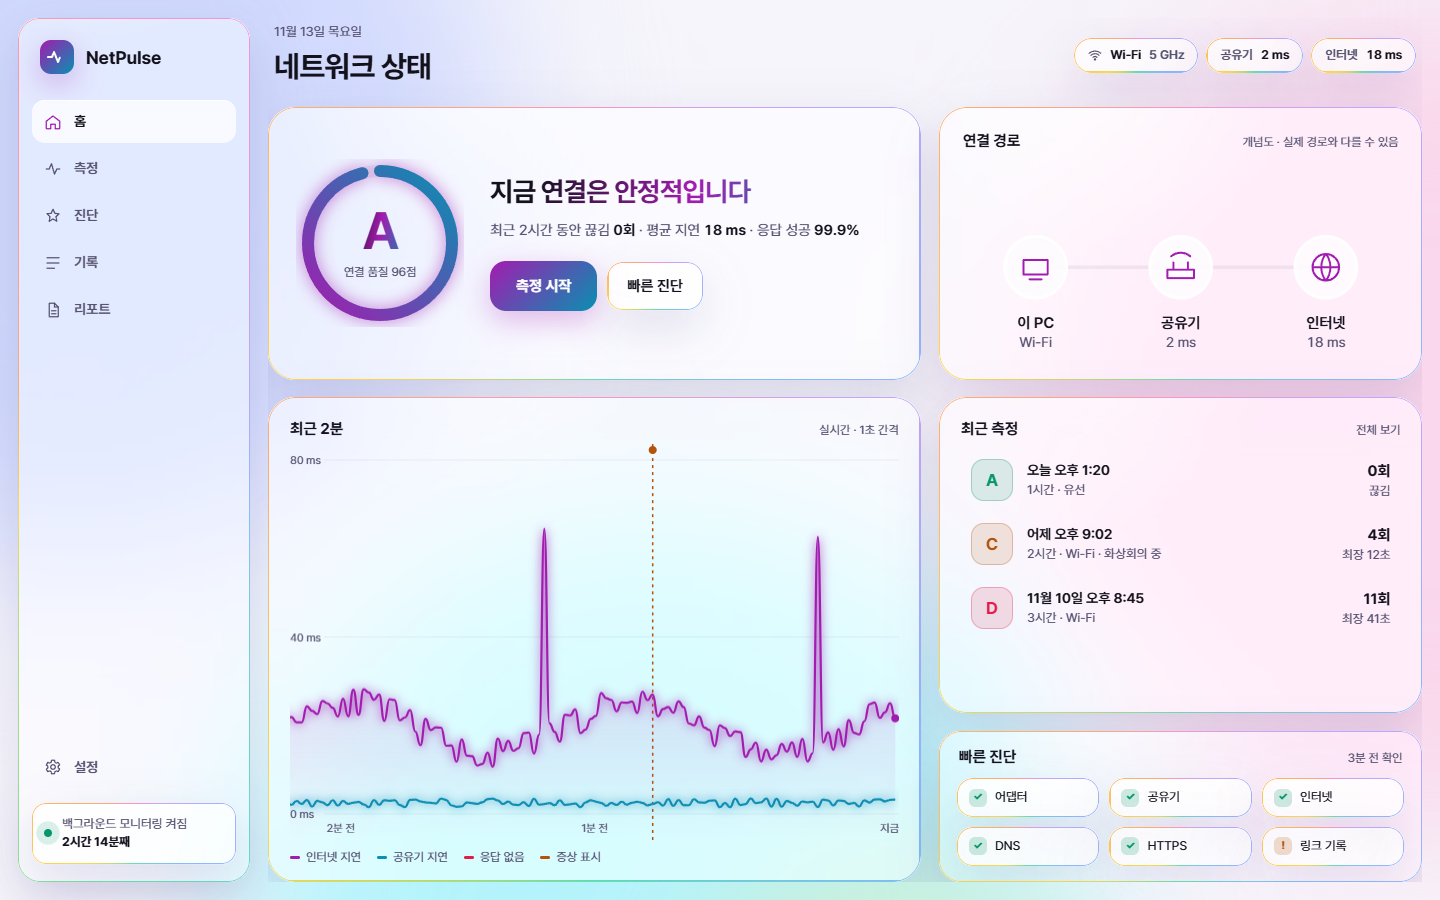 NetPulse
홈
측정
진단
기록
리포트
설정
백그라운드 모니터링 켜짐
2시간 14분째
11월 13일 목요일
네트워크 상태
Wi-Fi 5 GHz
공유기 2 ms
인터넷 18 ms
A
연결 품질 96점
지금 연결은 안정적입니다
최근 2시간 동안 끊김 0회 · 평균 지연 18 ms · 응답 성공 99.9%
측정 시작
빠른 진단
연결 경로
개념도 · 실제 경로와 다를 수 있음
이 PC
Wi-Fi
공유기
2 ms
인터넷
18 ms
최근 2분
실시간 · 1초 간격
80 ms
40 ms
0 ms
2분 전
1분 전
지금
인터넷 지연
공유기 지연
응답 없음
증상 표시
최근 측정
전체 보기
A
오늘 오후 1:20
1시간 · 유선
0회
끊김
C
어제 오후 9:02
2시간 · Wi-Fi · 화상회의 중
4회
최장 12초
D
11월 10일 오후 8:45
3시간 · Wi-Fi
11회
최장 41초
빠른 진단
3분 전 확인
어댑터
공유기
인터넷
DNS
HTTPS
! 링크 기록